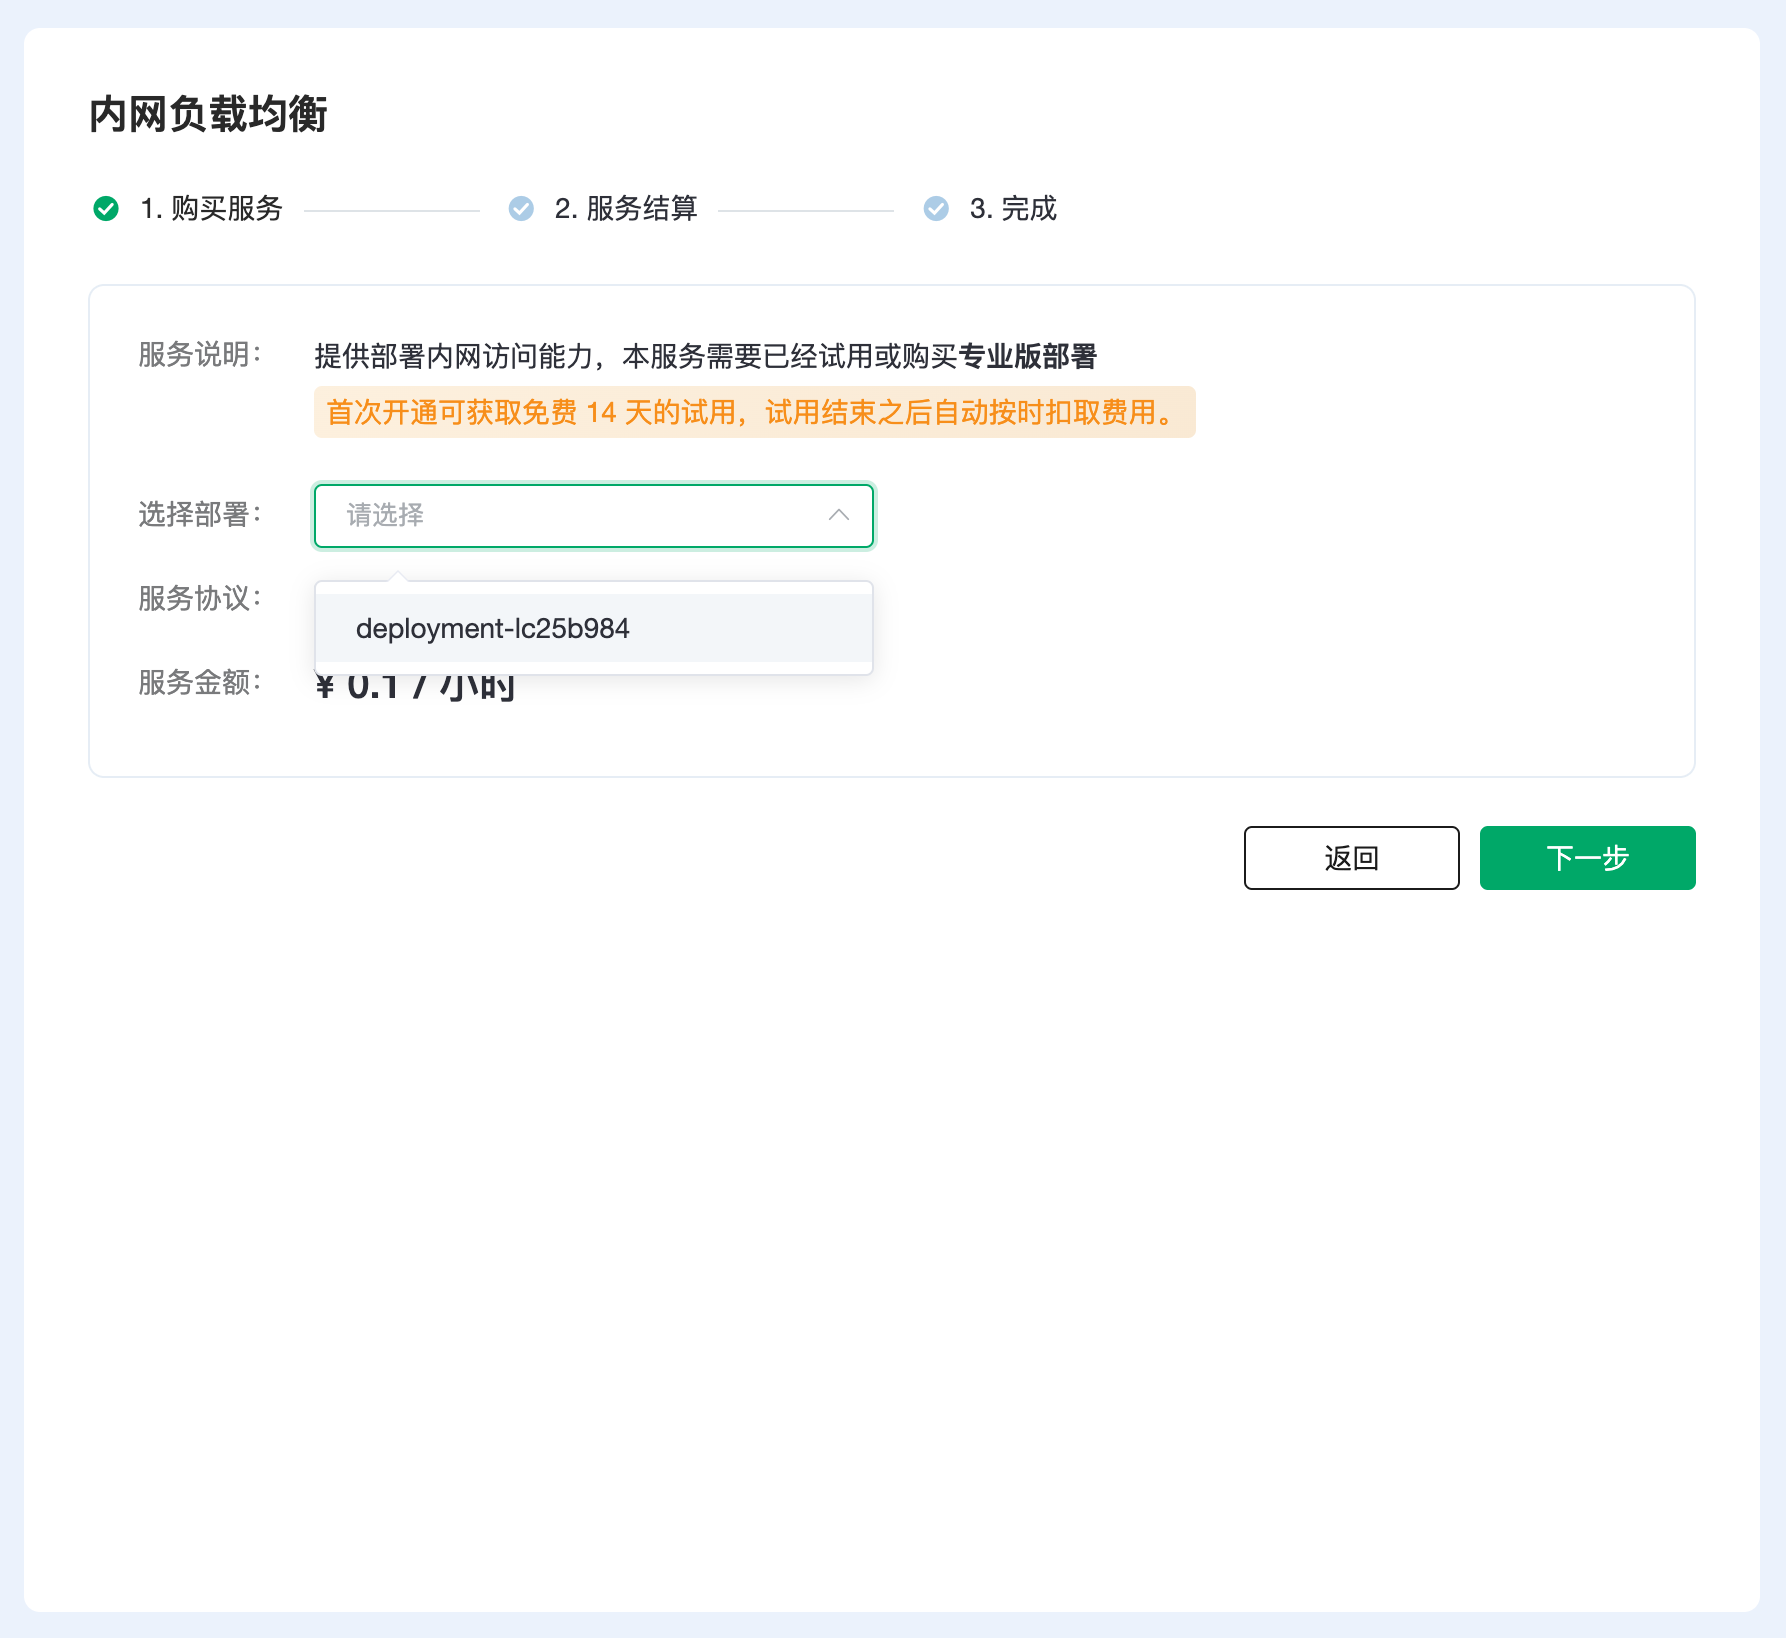 内网负载均衡
1. 购买服务
2. 服务结算
3. 完成
服务说明：
提供部署内网访问能力，本服务需要已经试用或购买专业版部署
首次开通可获取免费 14 天的试用，试用结束之后自动按时扣取费用。
选择部署：
请选择
服务协议：
deployment-lc25b984
服务金额：
¥ 0.1 / 小时
返回
下一步